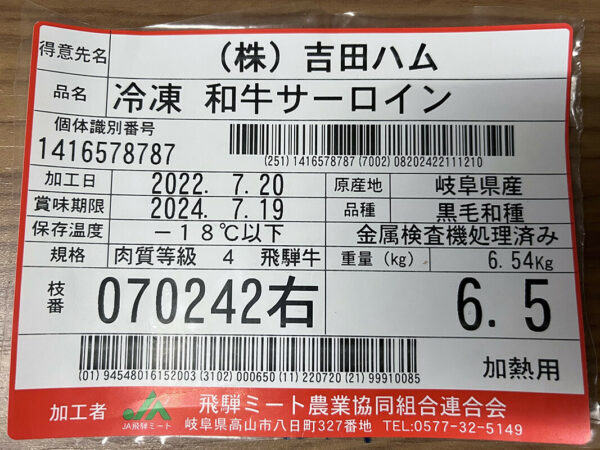 得意先名 （株）吉田ハム
品名 冷凍 和牛サーロイン
個体識別番号
1416578787
(251) 1416578787 (7002) 08202422111210
加工日 2022. 7.20 原産地 岐阜県産
賞味期限 2024. 7.19 品種 黒毛和種
保存温度 －18℃以下 金属検査機処理済み
規格 肉質等級 4 飛騨牛 重量（kg） 6.54Kg
枝番 070242右 6.5
(01) 94548016152003 (3102) 000650 (11) 220720 (21) 99910085
加熱用
加工者 JA飛騨ミート 飛騨ミート農業協同組合連合会
岐阜県高山市八日町327番地 TEL:0577-32-5149